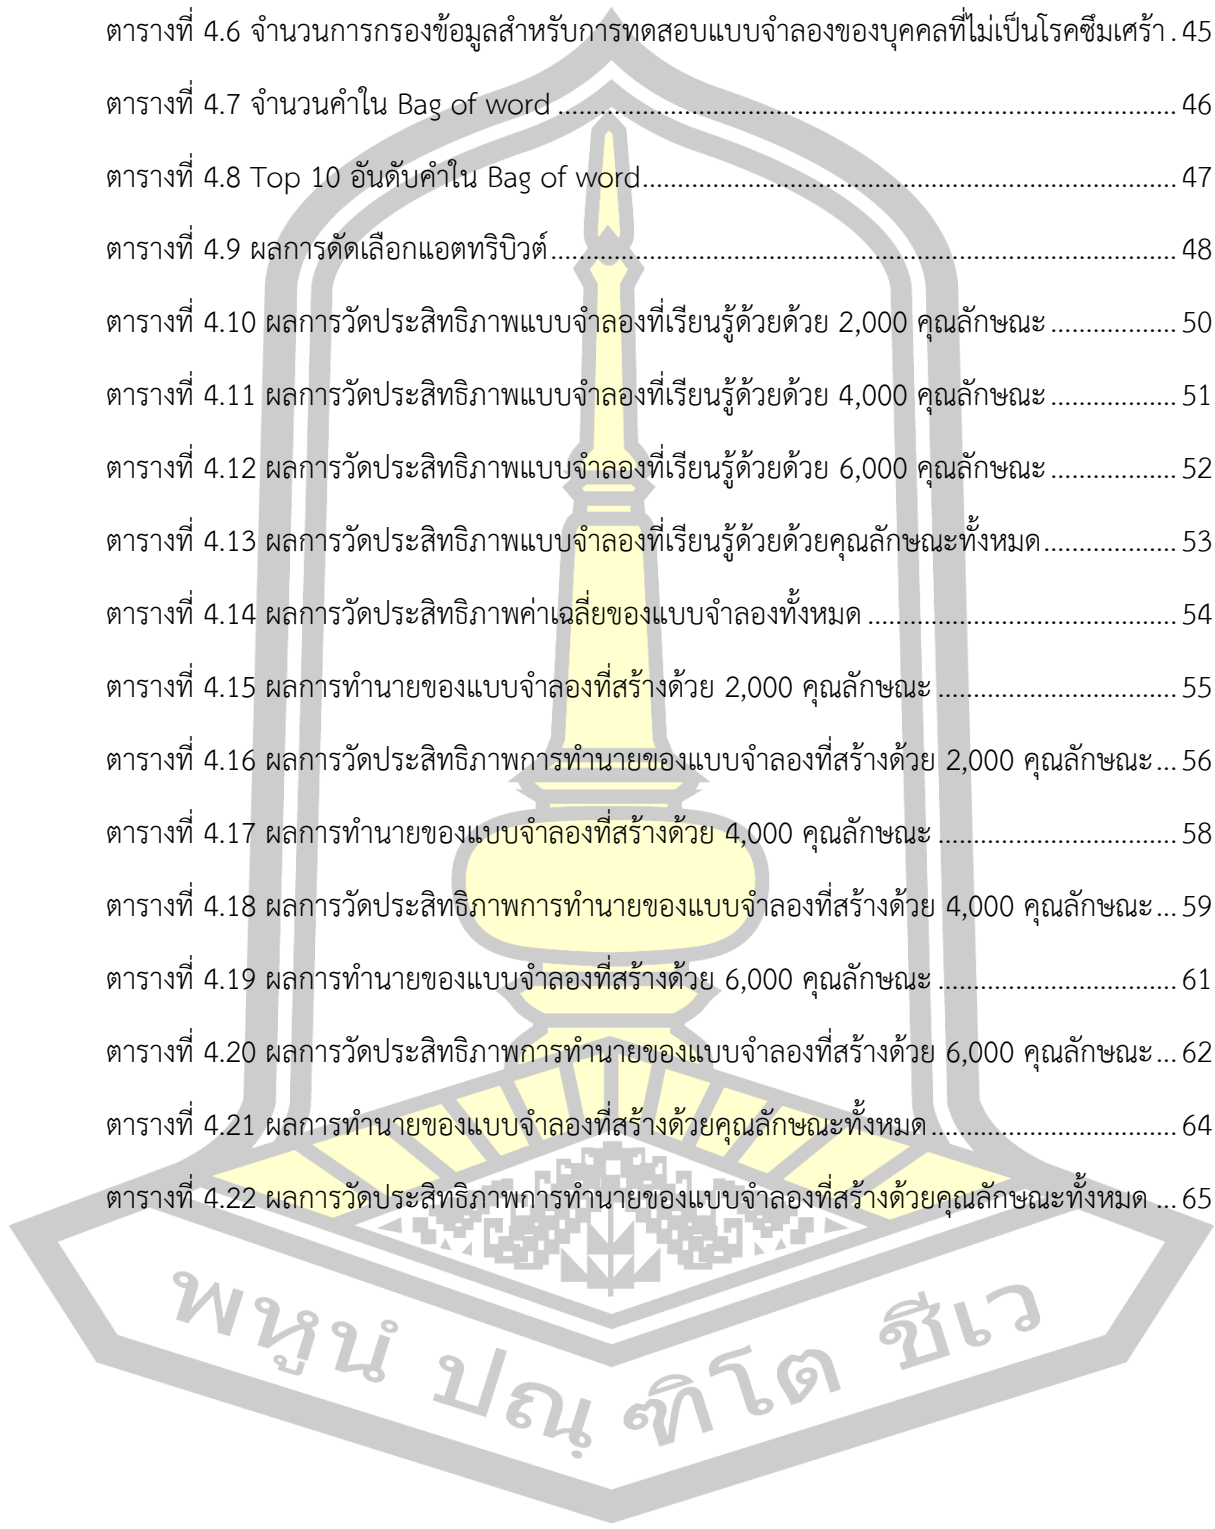 ตารางที่ 4.6 จำนวนการกรองข้อมูลสำหรับการทดสอบแบบจำลองของบุคคลที่ไม่เป็นโรคซึมเศร้า . 45
ตารางที่ 4.7 จำนวนคำใน Bag of word ................................................................................ 46
ตารางที่ 4.8 Top 10 อันดับคำใน Bag of word..................................................................... 47
ตารางที่ 4.9 ผลการคัดเลือกแอตทริบิวต์................................................................................ 48
ตารางที่ 4.10 ผลการวัดประสิทธิภาพแบบจำลองที่เรียนรู้ด้วยด้วย 2,000 คุณลักษณะ ................ 50
ตารางที่ 4.11 ผลการวัดประสิทธิภาพแบบจำลองที่เรียนรู้ด้วยด้วย 4,000 คุณลักษณะ ................ 51
ตารางที่ 4.12 ผลการวัดประสิทธิภาพแบบจำลองที่เรียนรู้ด้วยด้วย 6,000 คุณลักษณะ ................ 52
ตารางที่ 4.13 ผลการวัดประสิทธิภาพแบบจำลองที่เรียนรู้ด้วยด้วยคุณลักษณะทั้งหมด................. 53
ตารางที่ 4.14 ผลการวัดประสิทธิภาพค่าเฉลี่ยของแบบจำลองทั้งหมด ........................................ 54
ตารางที่ 4.15 ผลการทำนายของแบบจำลองที่สร้างด้วย 2,000 คุณลักษณะ ............................... 55
ตารางที่ 4.16 ผลการวัดประสิทธิภาพการทำนายของแบบจำลองที่สร้างด้วย 2,000 คุณลักษณะ... 56
ตารางที่ 4.17 ผลการทำนายของแบบจำลองที่สร้างด้วย 4,000 คุณลักษณะ ............................... 58
ตารางที่ 4.18 ผลการวัดประสิทธิภาพการทำนายของแบบจำลองที่สร้างด้วย 4,000 คุณลักษณะ... 59
ตารางที่ 4.19 ผลการทำนายของแบบจำลองที่สร้างด้วย 6,000 คุณลักษณะ ............................... 61
ตารางที่ 4.20 ผลการวัดประสิทธิภาพการทำนายของแบบจำลองที่สร้างด้วย 6,000 คุณลักษณะ... 62
ตารางที่ 4.21 ผลการทำนายของแบบจำลองที่สร้างด้วยคุณลักษณะทั้งหมด ................................ 64
ตารางที่ 4.22 ผลการวัดประสิทธิภาพการทำนายของแบบจำลองที่สร้างด้วยคุณลักษณะทั้งหมด ... 65
พหูนํ ปณฺฑิโต ชีเว